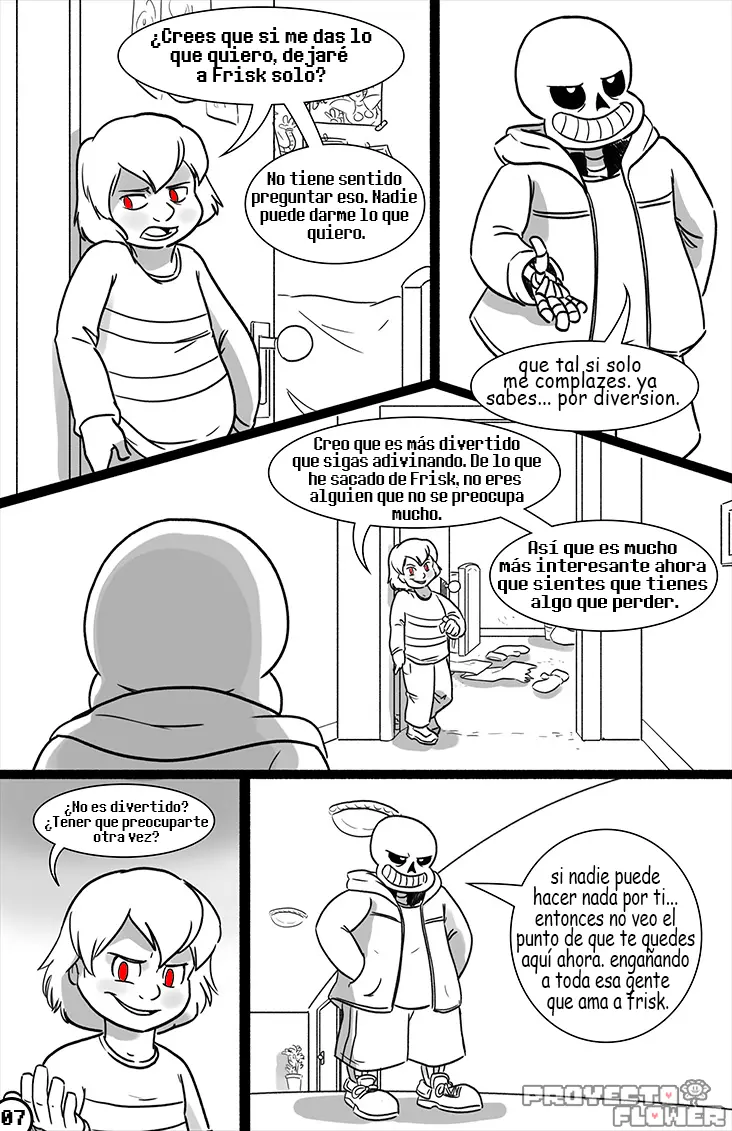 ¿Crees que si me das lo
que quiero, dejaré
a Frisk solo?
No tiene sentido
preguntar eso. Nadie
puede darme lo que
quiero.
que tal si solo
me complazes. ya
sabes... por diversion.
Creo que es más divertido
que sigas adivinando. De lo que
he sacado de Frisk, no eres
alguien que no se preocupa
mucho.
Así que es mucho
más interesante ahora
que sientes que tienes
algo que perder.
¿No es divertido?
¿Tener que preocuparte
otra vez?
si nadie puede
hacer nada por ti...
entonces no veo el
punto de que te quedes
aquí ahora. engañando
a toda esa gente
que ama a frisk.
07
PROYECTO
FLOWER